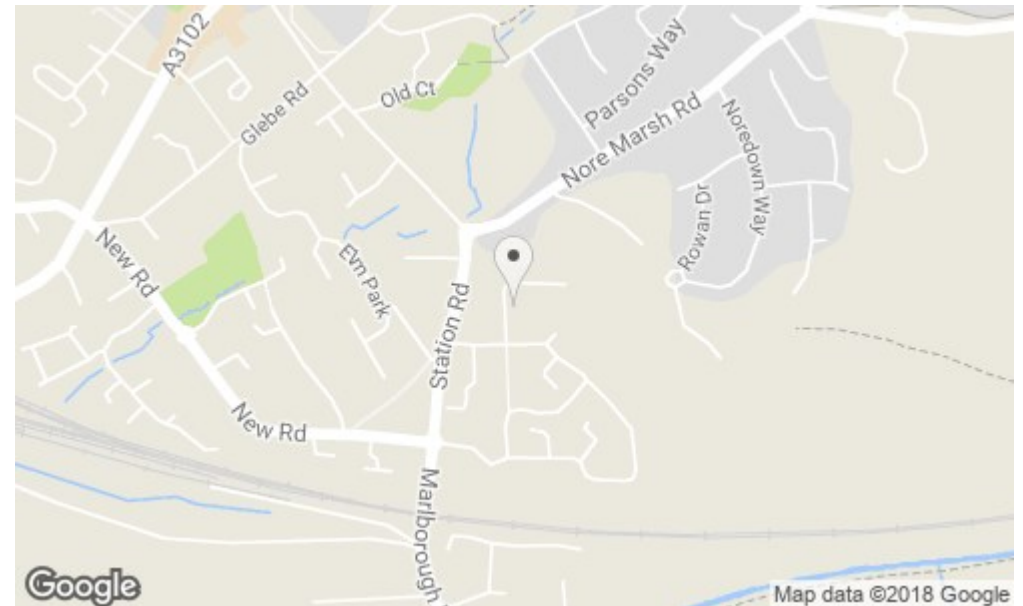 A3102
Parsons Way
Old Ct
Glebe Rd
Nore Marsh Rd
Noredown Way
Rowan Dr
New Rd
Elm Park
Station Rd
New Rd
Marlborough
Google
Map data ©2018 Google